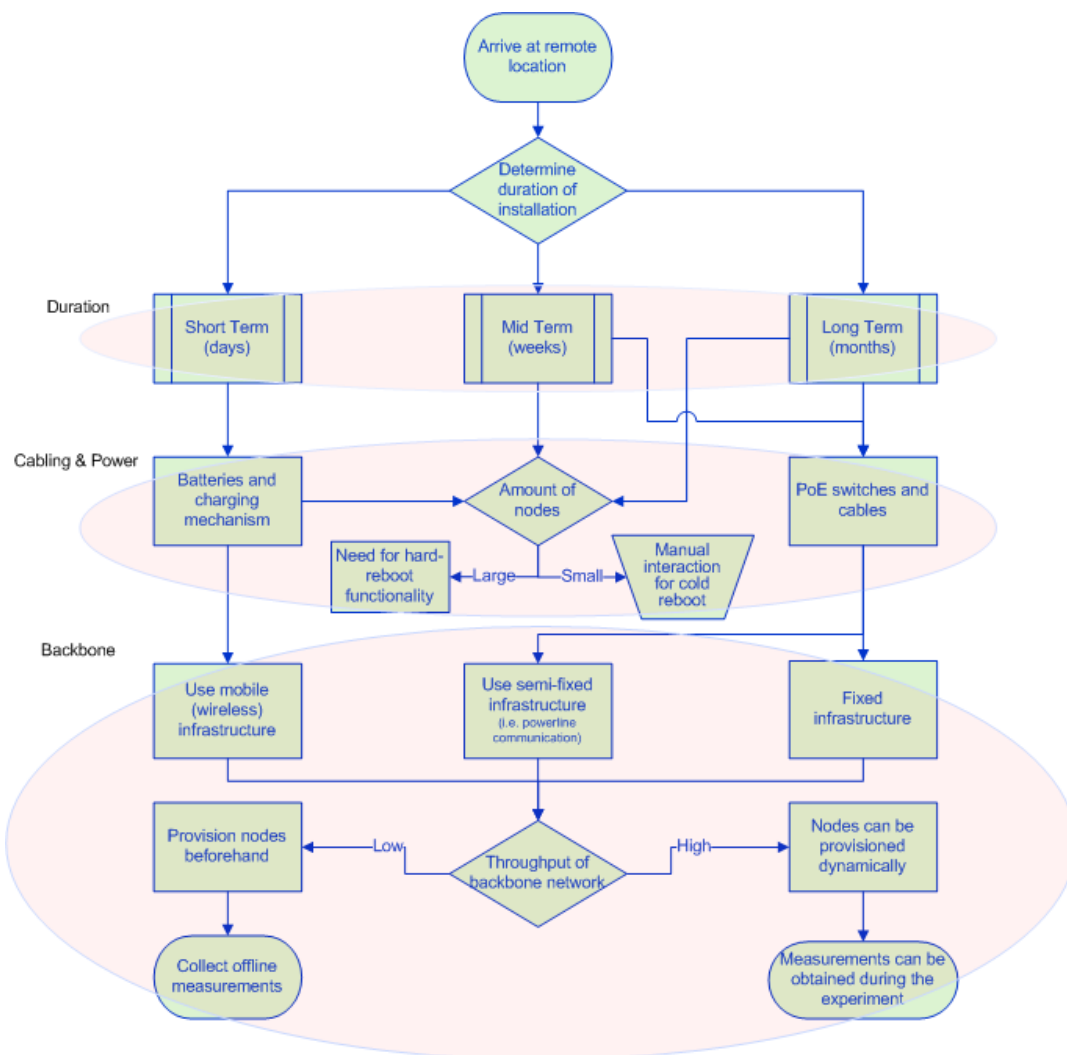 Arrive at remote
location
Determine
duration of
installation
Duration
Short Term
(days)
Mid Term
(weeks)
Long Term
(months)
Cabling & Power
Batteries and
charging
mechanism
Amount of
nodes
PoE switches and
cables
Need for hard-
reboot
functionality
Large
Small
Manual
interaction
for cold
reboot
Backbone
Use mobile
(wireless)
infrastructure
Use semi-fixed
infrastructure
(i.e. powerline
communication)
Fixed
infrastructure
Provision nodes
beforehand
Low
Throughput of
backbone network
High
Nodes can be
provisioned
dynamically
Collect offline
measurements
Measurements can be
obtained during the
experiment